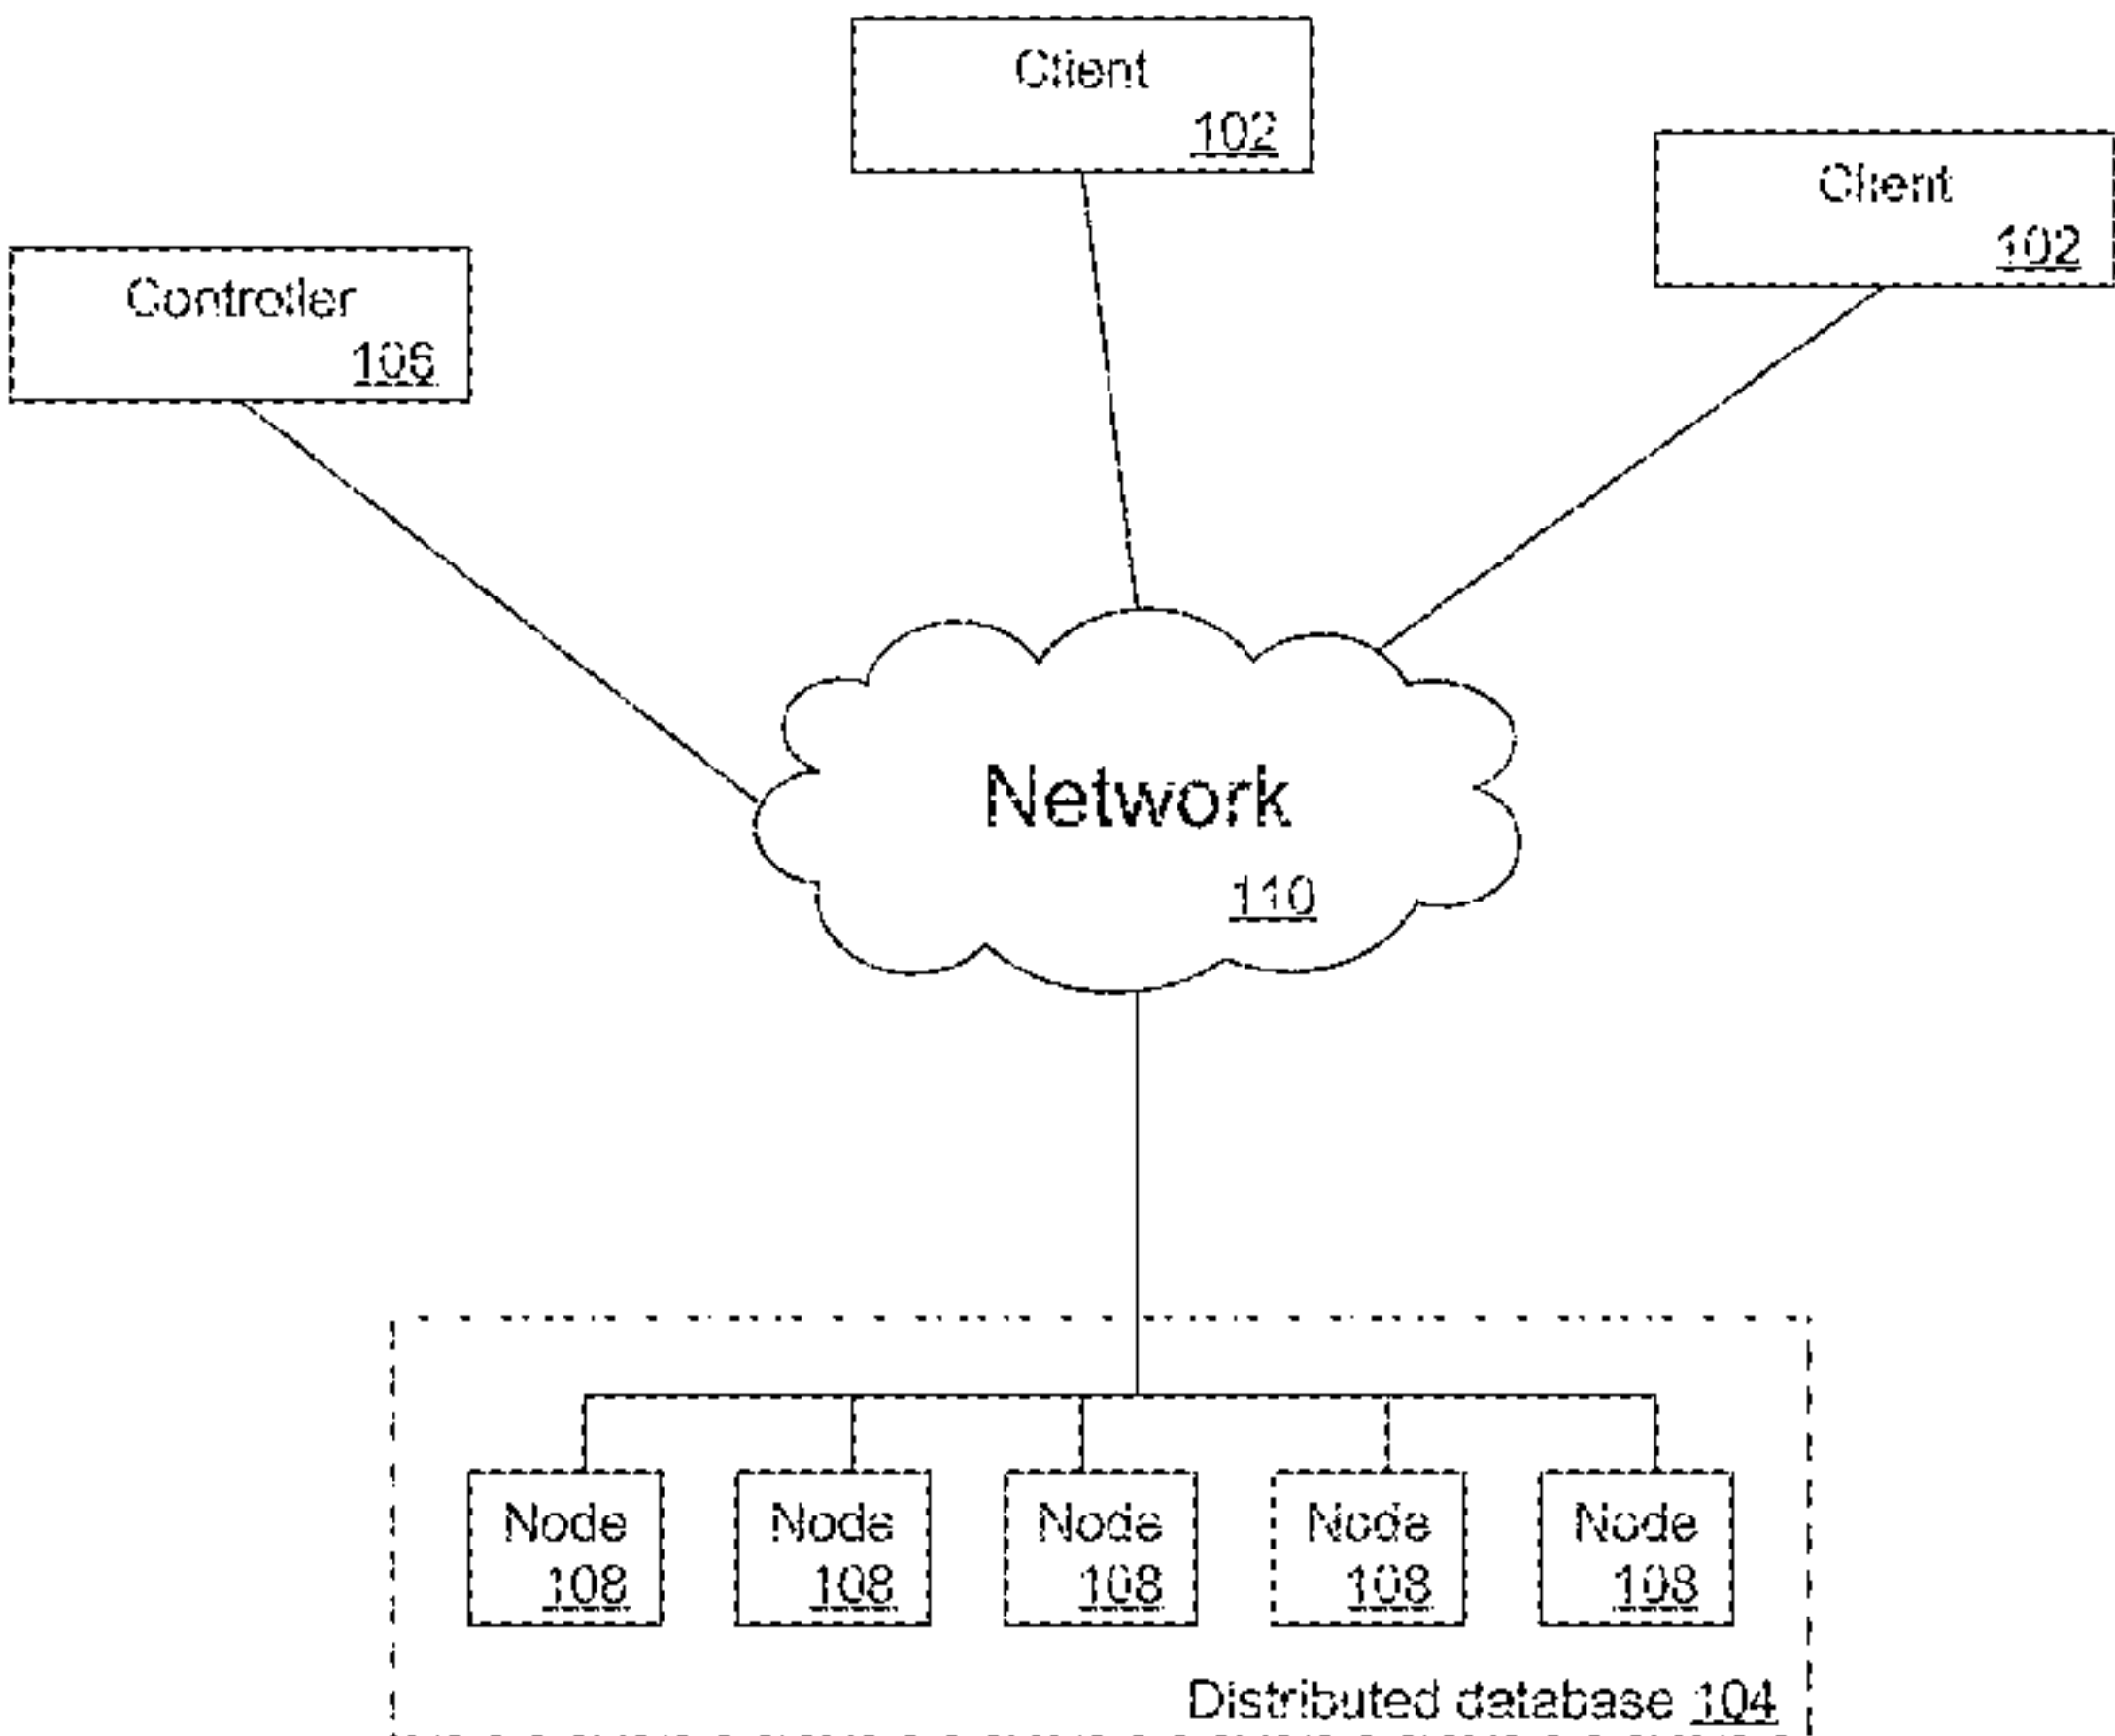 Client
102
Client
102
Controller
106
Network
110
Node
108
Node
108
Node
108
Node
108
Node
108
Distributed database 104